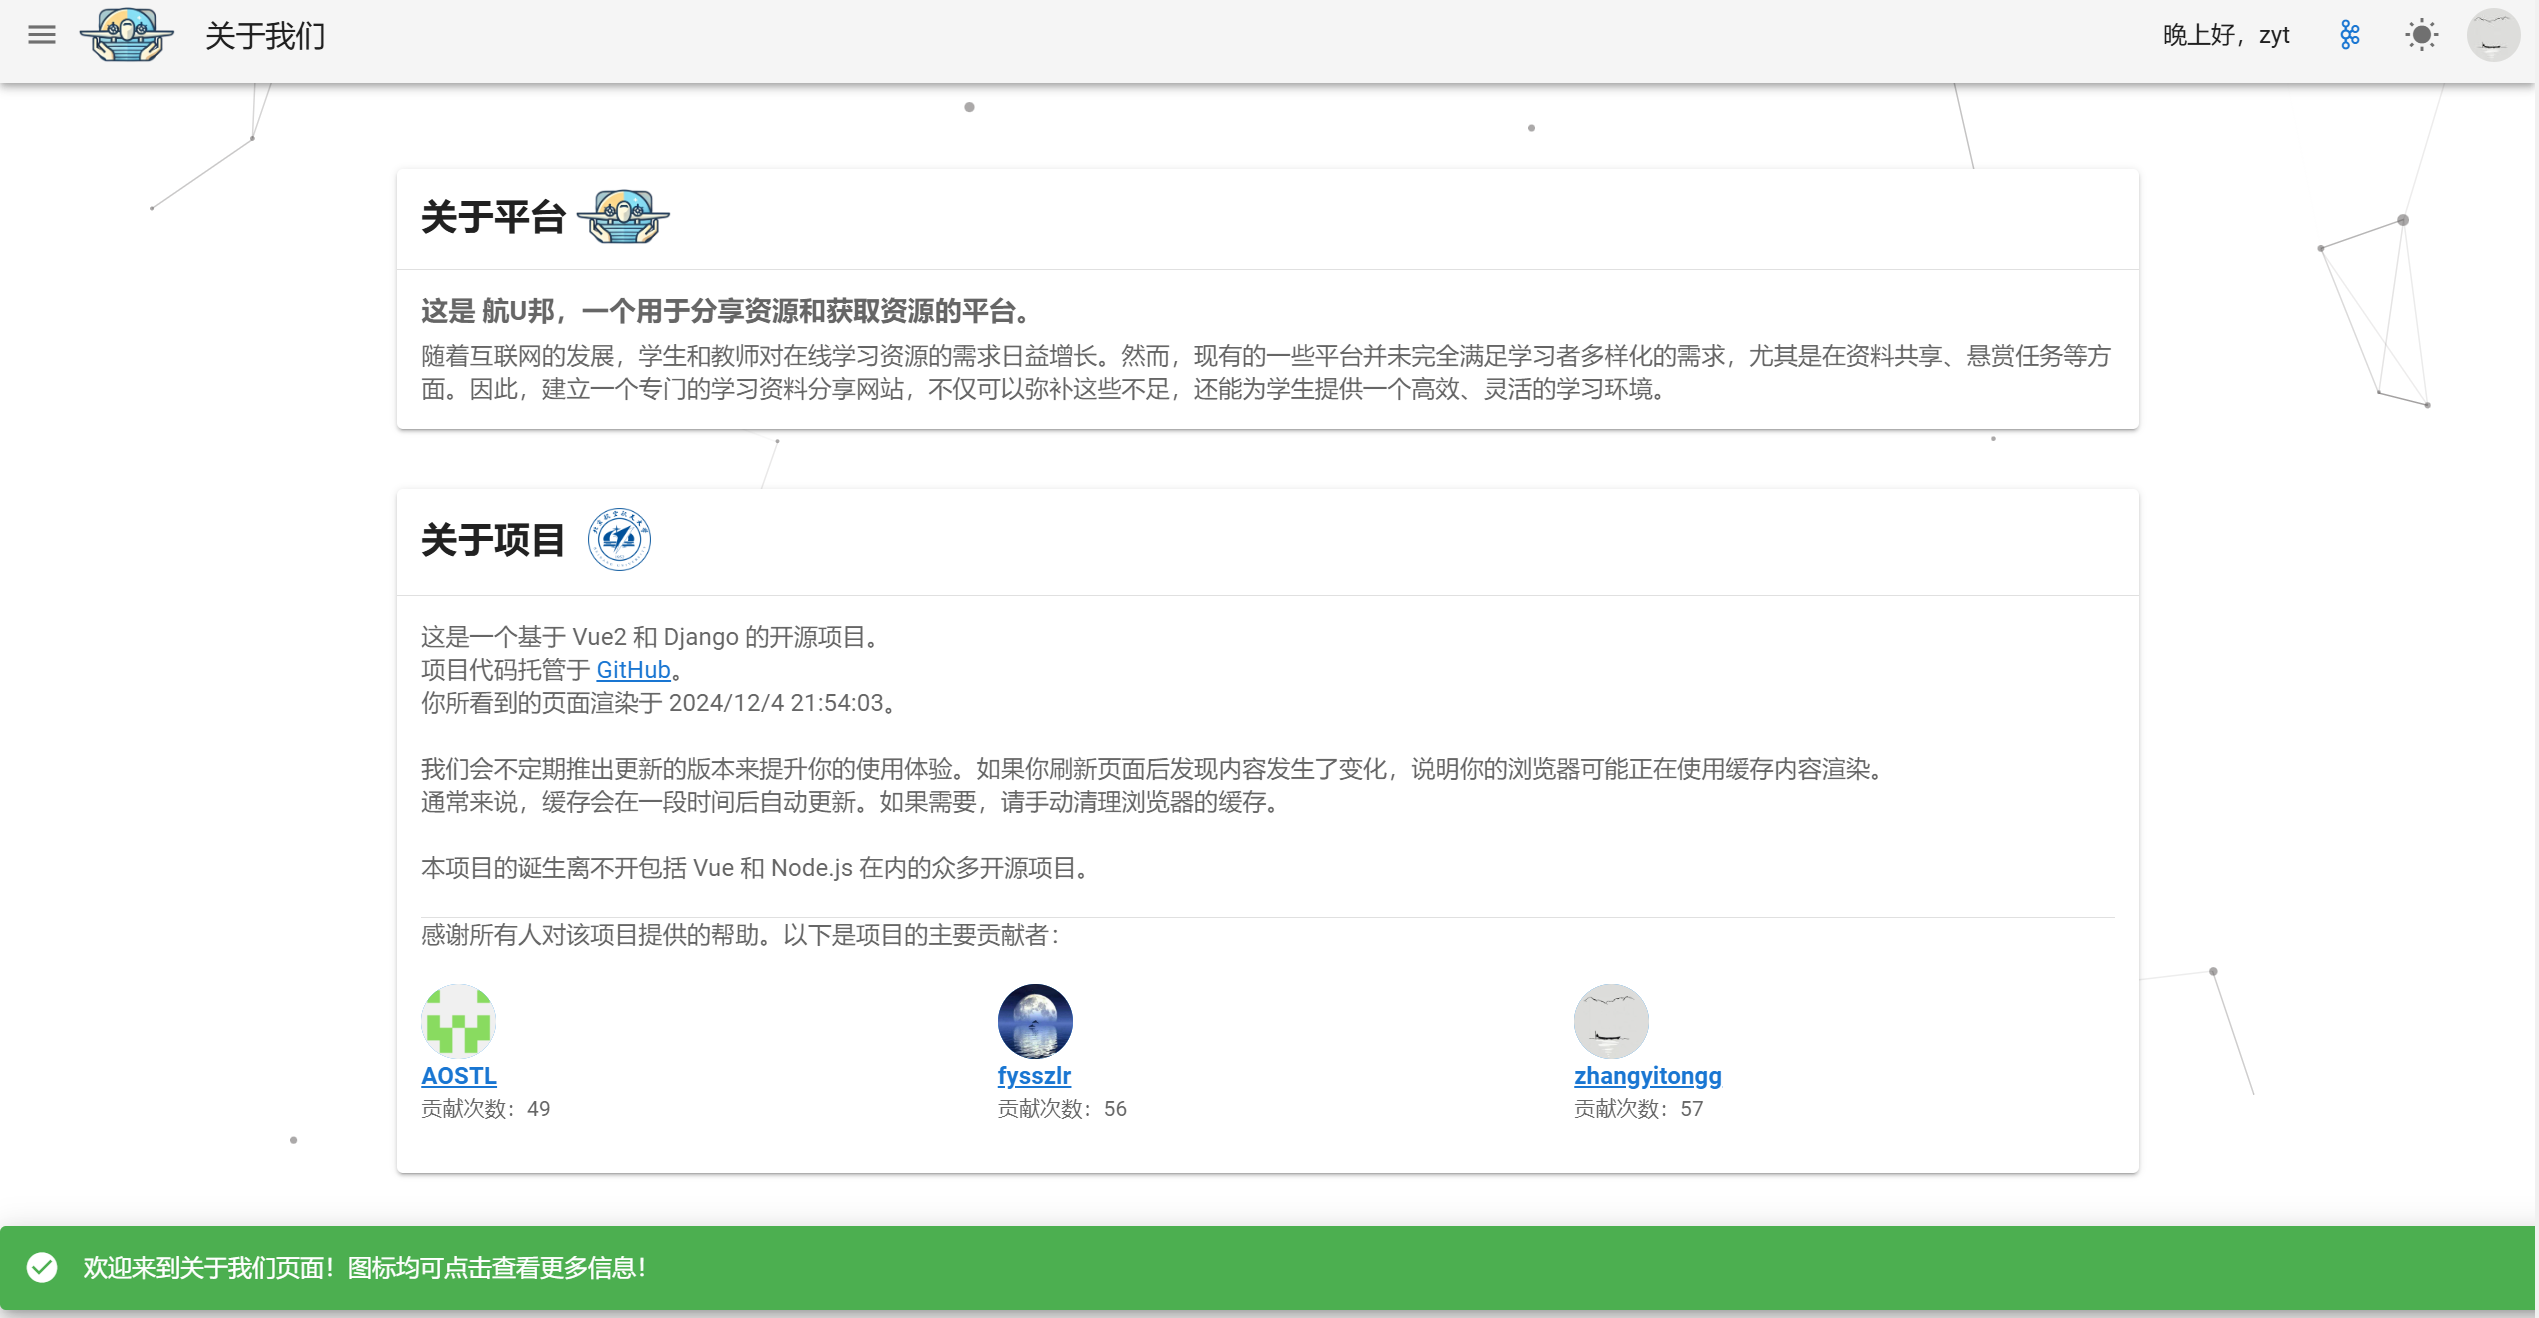 关于我们
晚上好，zyt
关于平台
这是 航U邦，一个用于分享资源和获取资源的平台。
随着互联网的发展，学生和教师对在线学习资源的需求日益增长。然而，现有的一些平台并未完全满足学习者多样化的需求，尤其是在资料共享、悬赏任务等方
面。因此，建立一个专门的学习资料分享网站，不仅可以弥补这些不足，还能为学生提供一个高效、灵活的学习环境。
关于项目
这是一个基于 Vue2 和 Django 的开源项目。
项目代码托管于 GitHub。
你所看到的页面渲染于 2024/12/4 21:54:03。
我们会不定期推出更新的版本来提升你的使用体验。如果你刷新页面后发现内容发生了变化，说明你的浏览器可能正在使用缓存内容渲染。
通常来说，缓存会在一段时间后自动更新。如果需要，请手动清理浏览器的缓存。
本项目的诞生离不开包括 Vue 和 Node.js 在内的众多开源项目。
感谢所有人对该项目提供的帮助。以下是项目的主要贡献者：
AOSTL
贡献次数：49
fysszlr
贡献次数：56
zhangyitongg
贡献次数：57
欢迎来到关于我们页面！图标均可点击查看更多信息！